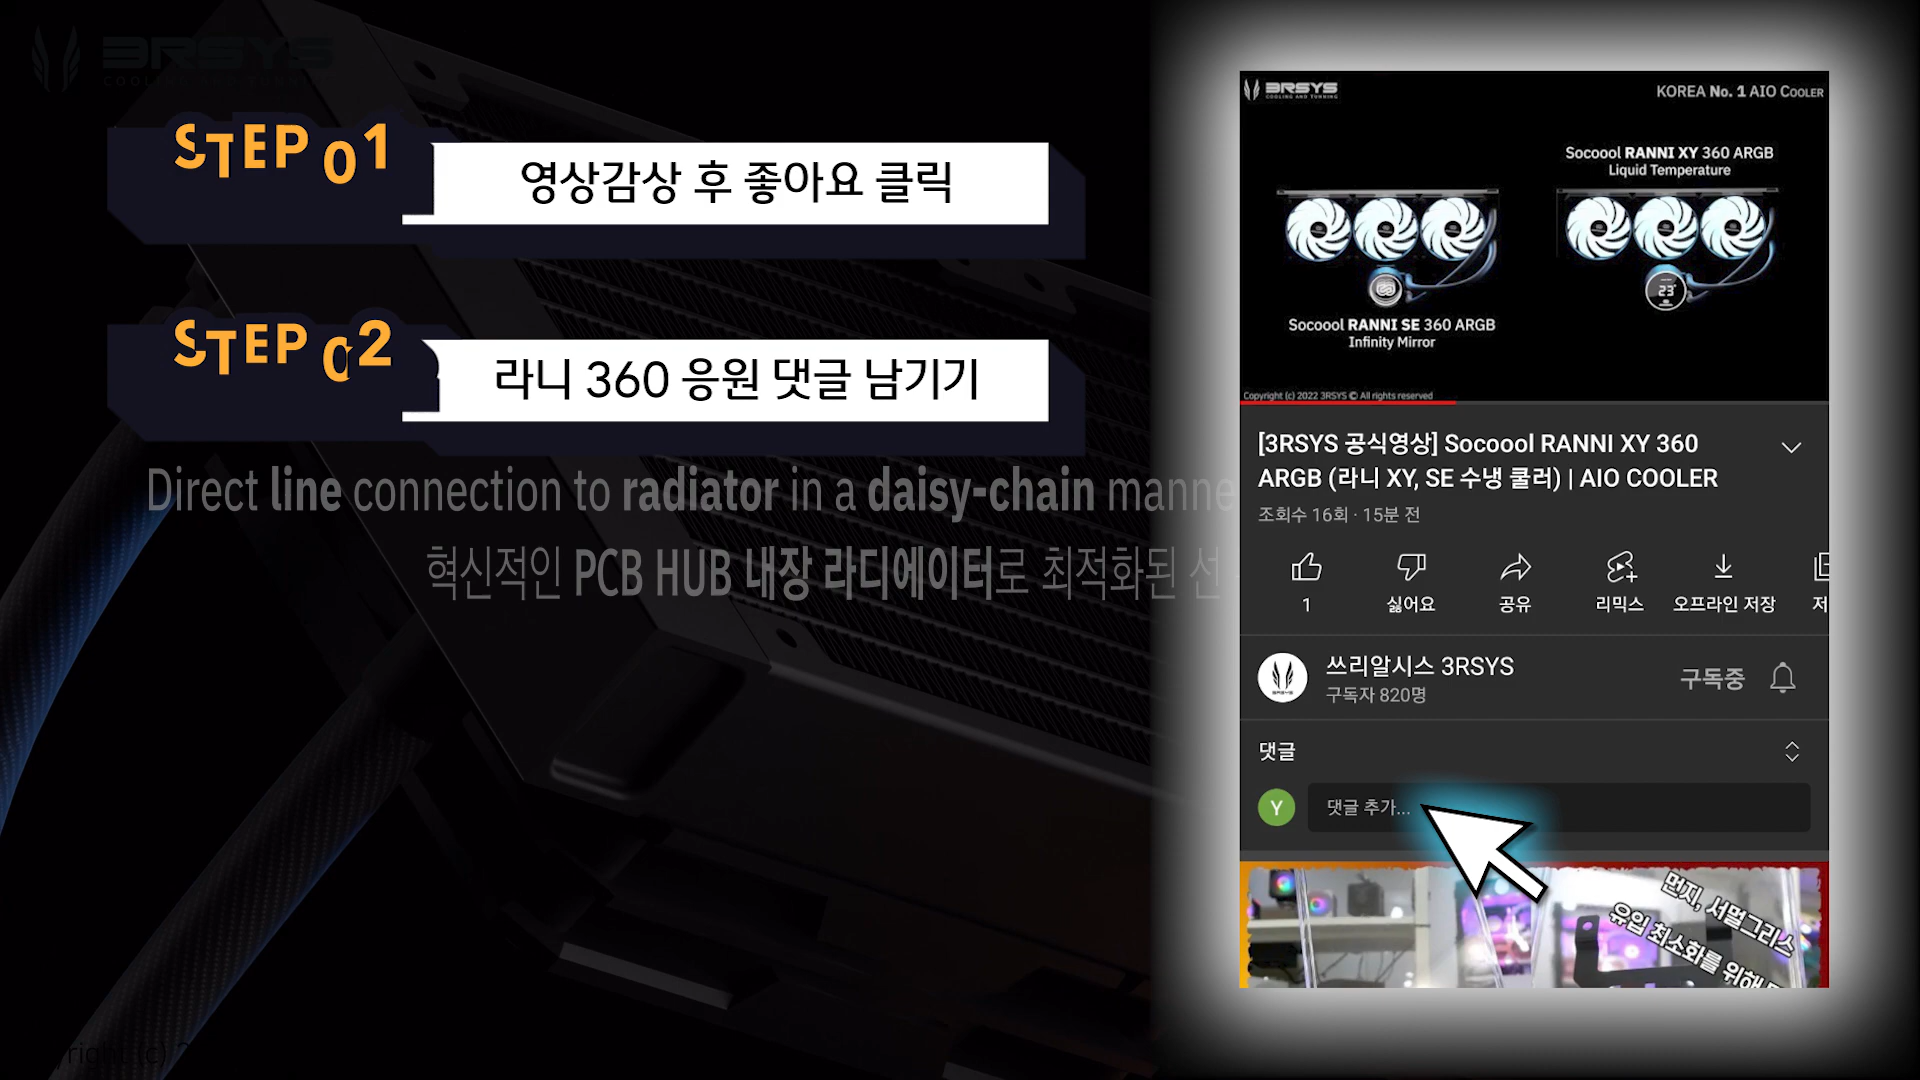 3RSYS
STEP 01
영상감상 후 좋아요 클릭
STEP 02
라니 360 응원 댓글 남기기
Direct line connection to radiator in a daisy-chain manne
혁신적인 PCB HUB 내장 라디에이터로 최적화된 선
3RSYS
COOLING AND TUNNING
KOREA No. 1 AIO COOLER
Socoool RANNI XY 360 ARGB
Liquid Temperature
23°
Socoool RANNI SE 360 ARGB
Infinity Mirror
Copyright (c) 2022 3RSYS © All rights reserved
[3RSYS 공식영상] Socoool RANNI XY 360
ARGB (라니 XY, SE 수냉 쿨러) | AIO COOLER
조회수 16회 · 15분 전
1 싫어요 공유 리믹스 오프라인 저장 저
쓰리알시스 3RSYS
구독자 820명
구독중
댓글
Y
댓글 추가...
먼지, 서멀그리스
유입 최소화를 위해